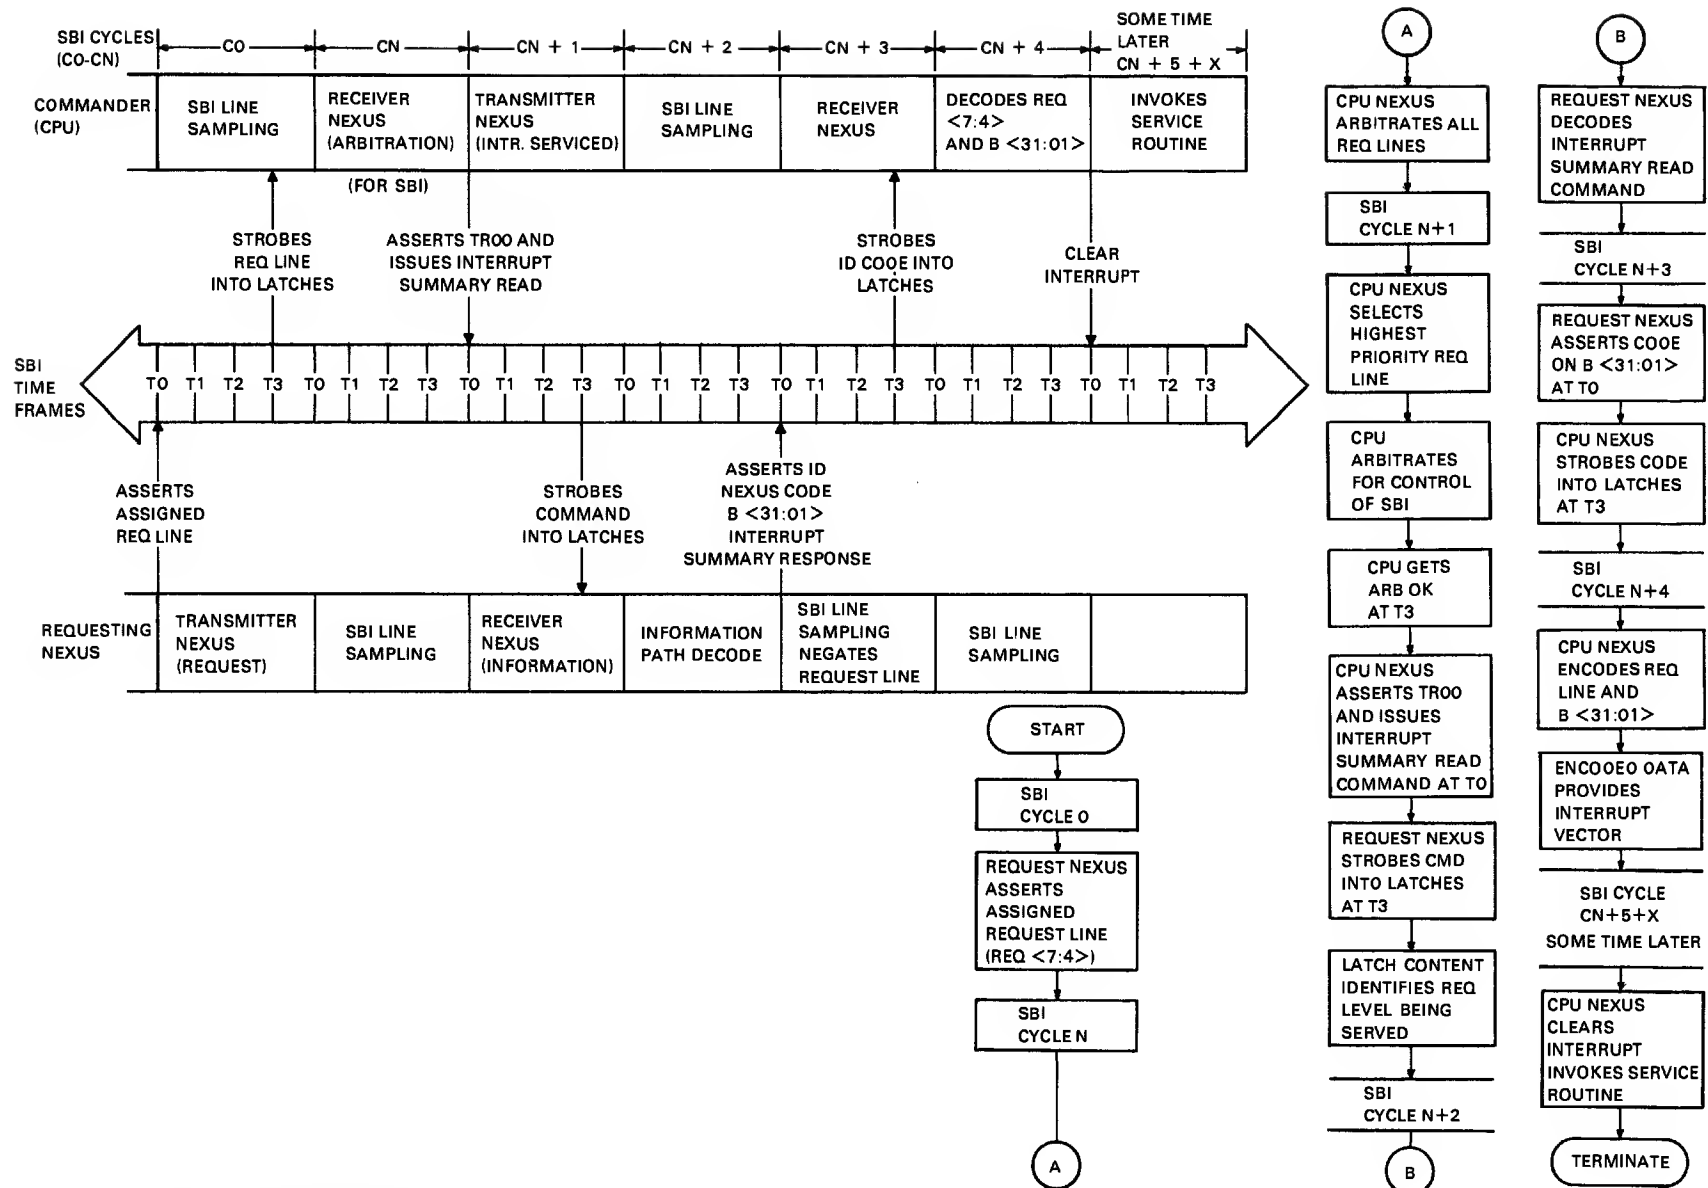 SBI CYCLES
(CO-CN)
CO
CN
CN + 1
CN + 2
CN + 3
CN + 4
SOME TIME
LATER
CN + 5 + X
COMMANDER
(CPU)
SBI LINE
SAMPLING
RECEIVER
NEXUS
(ARBITRATION)
TRANSMITTER
NEXUS
(INTR. SERVICED)
SBI LINE
SAMPLING
RECEIVER
NEXUS
DECODES REQ
<7:4>
AND B <31:01>
INVOKES
SERVICE
ROUTINE
(FOR SBI)
STROBES
REQ LINE
INTO LATCHES
ASSERTS TROO AND
ISSUES INTERRUPT
SUMMARY READ
STROBES
ID COOE INTO
LATCHES
CLEAR
INTERRUPT
SBI
TIME
FRAMES
T0 T1 T2 T3 T0 T1 T2 T3 T0 T1 T2 T3 T0 T1 T2 T3 T0 T1 T2 T3 T0 T1 T2 T3 T0 T1 T2 T3
ASSERTS
ASSIGNED
REQ LINE
STROBES
COMMAND
INTO LATCHES
ASSERTS ID
NEXUS CODE
B <31:01>
INTERRUPT
SUMMARY RESPONSE
REQUESTING
NEXUS
TRANSMITTER
NEXUS
(REQUEST)
SBI LINE
SAMPLING
RECEIVER
NEXUS
(INFORMATION)
INFORMATION
PATH DECODE
SBI LINE
SAMPLING
NEGATES
REQUEST LINE
SBI LINE
SAMPLING
START
SBI
CYCLE O
REQUEST NEXUS
ASSERTS
ASSIGNED
REQUEST LINE
(REQ <7:4>)
SBI
CYCLE N
A
A
CPU NEXUS
ARBITRATES ALL
REQ LINES
SBI
CYCLE N+1
CPU NEXUS
SELECTS
HIGHEST
PRIORITY REQ
LINE
CPU
ARBITRATES
FOR CONTROL
OF SBI
CPU GETS
ARB OK
AT T3
CPU NEXUS
ASSERTS TROO
AND ISSUES
INTERRUPT
SUMMARY READ
COMMAND AT TO
REQUEST NEXUS
STROBES CMD
INTO LATCHES
AT T3
LATCH CONTENT
IDENTIFIES REQ
LEVEL BEING
SERVED
SBI
CYCLE N+2
B
B
REQUEST NEXUS
DECODES
INTERRUPT
SUMMARY READ
COMMAND
SBI
CYCLE N+3
REQUEST NEXUS
ASSERTS COOE
ON B <31:01>
AT TO
CPU NEXUS
STROBES CODE
INTO LATCHES
AT T3
SBI
CYCLE N+4
CPU NEXUS
ENCODES REQ
LINE AND
B <31:01>
ENCOOEO OATA
PROVIDES
INTERRUPT
VECTOR
SBI CYCLE
CN+5+X
SOME TIME LATER
CPU NEXUS
CLEARS
INTERRUPT
INVOKES SERVICE
ROUTINE
TERMINATE